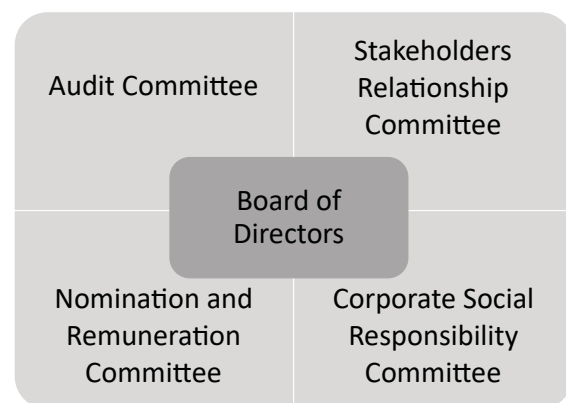 Audit Committee
Stakeholders
Relationship
Committee
Board of
Directors
Nomination and
Remuneration
Committee
Corporate Social
Responsibility
Committee